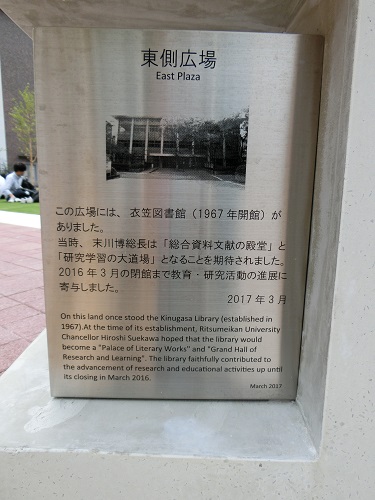 東側広場
East Plaza
この広場には、衣笠図書館（1967年開館）が
ありました。
当時、末川博総長は「総合資料文献の殿堂」と
「研究学習の大道場」となることを期待されました。
2016年3月の閉館まで教育・研究活動の進展に
寄与しました。
2017年3月
On this land once stood the Kinugasa Library (established in
1967).At the time of its establishment, Ritsumeikan University
Chancellor Hiroshi Suekawa hoped that the library would
become a "Palace of Literary Works" and "Grand Hall of
Research and Learning". The library faithfully contributed to
the advancement of research and educational activities up until
its closing in March 2016.
March 2017